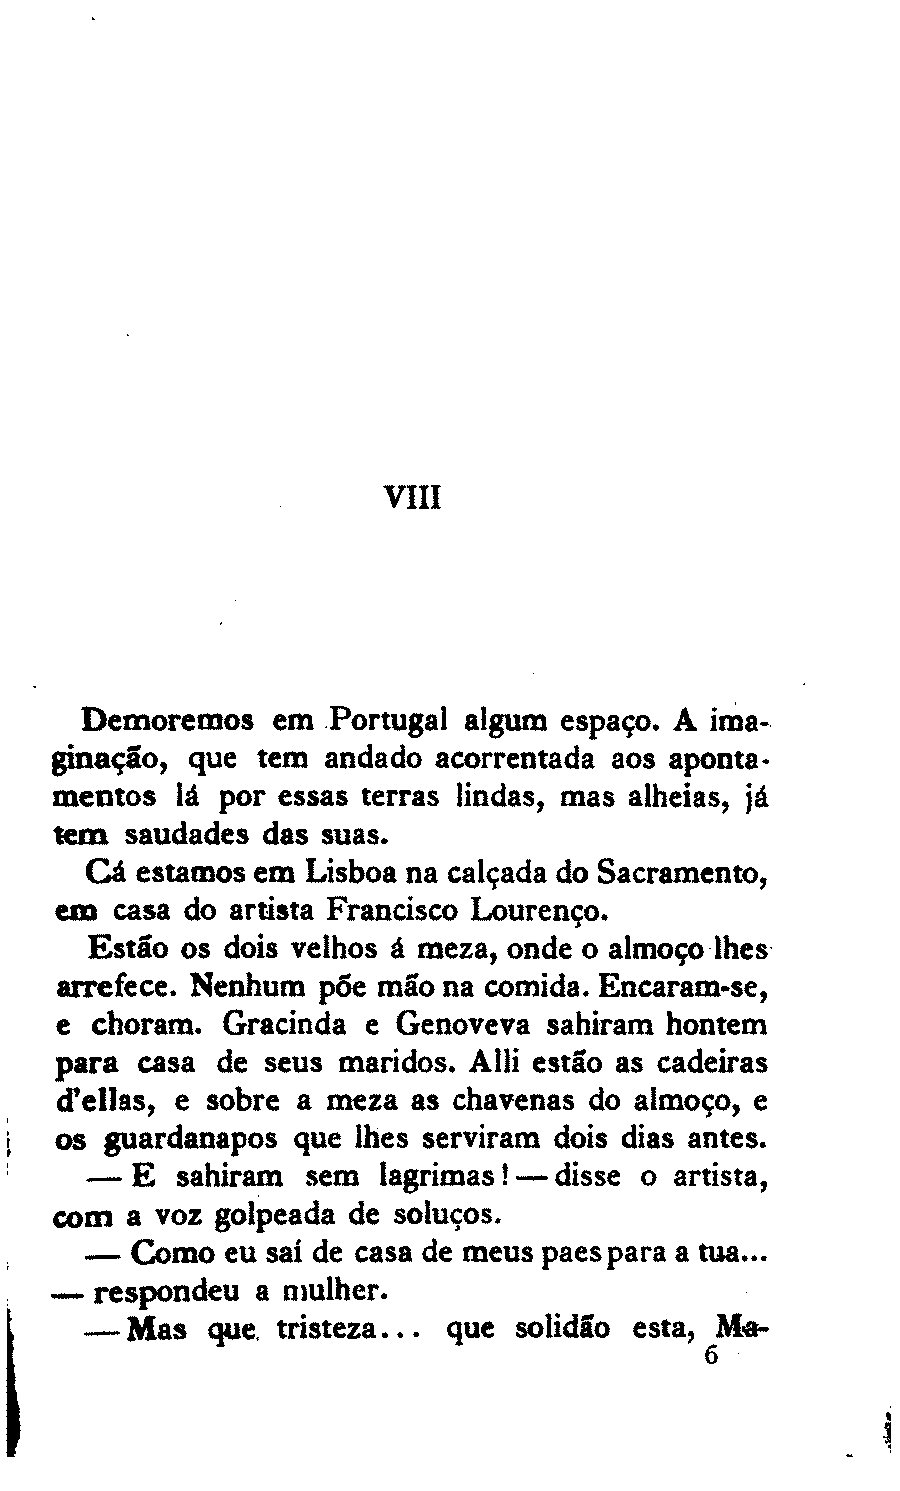 VIII
Demoremos em Portugal algum espaço. A ima-
ginação, que tem andado acorrentada aos aponta-
mentos lá por essas terras lindas, mas alheias, já
tem saudades das suas.
Cá estamos em Lisboa na calçada do Sacramento,
em casa do artista Francisco Lourenço.
Estão os dois velhos á meza, onde o almoço lhes
arrefece. Nenhum põe mão na comida. Encaram-se,
e choram. Gracinda e Genoveva sahiram hontem
para casa de seus maridos. Alli estão as cadeiras
d'ellas, e sobre a meza as chavenas do almoço, e
os guardanapos que lhes serviram dois dias antes.
— E sahiram sem lagrimas! — disse o artista,
com a voz golpeada de soluços.
— Como eu saí de casa de meus paes para a tua...
— respondeu a mulher.
— Mas que tristeza... que solidão esta, Ma-
6